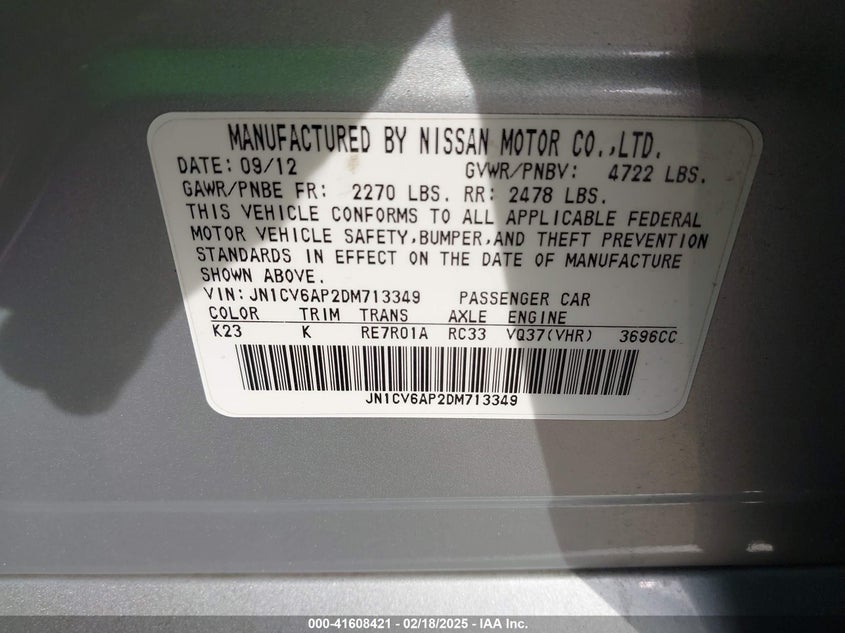 MANUFACTURED BY NISSAN MOTOR CO.,LTD.
DATE: 09/12 GVWR/PNBV: 4722 LBS.
GAWR/PNBE FR: 2270 LBS. RR: 2478 LBS.
THIS VEHICLE CONFORMS TO ALL APPLICABLE FEDERAL
MOTOR VEHICLE SAFETY,BUMPER,AND THEFT PREVENTION
STANDARDS IN EFFECT ON THE DATE OF MANUFACTURE
SHOWN ABOVE.
VIN: JN1CV6AP2DM713349 PASSENGER CAR
COLOR TRIM TRANS AXLE ENGINE
K23 K RE7R01A RC33 VQ37(VHR) 3696CC
JN1CV6AP2DM713349
000-41608421 - 02/18/2025 - IAA Inc.